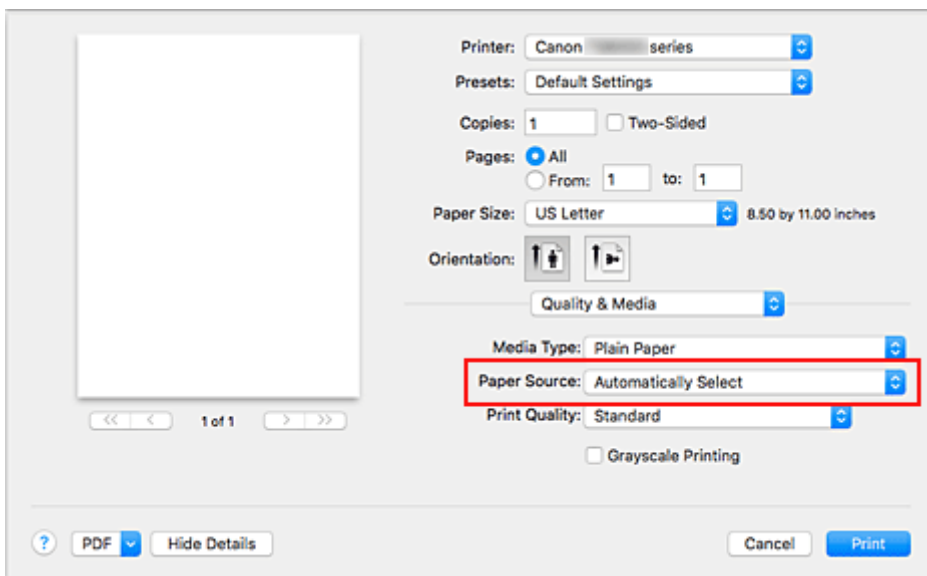 Printer: Canon series
Presets: Default Settings
Copies: 1 Two-Sided
Pages: All
From: 1 to: 1
Paper Size: US Letter 8.50 by 11.00 inches
Orientation:
Quality & Media
Media Type: Plain Paper
Paper Source: Automatically Select
Print Quality: Standard
Grayscale Printing
<< < 1 of 1 > >>
? PDF Hide Details Cancel Print